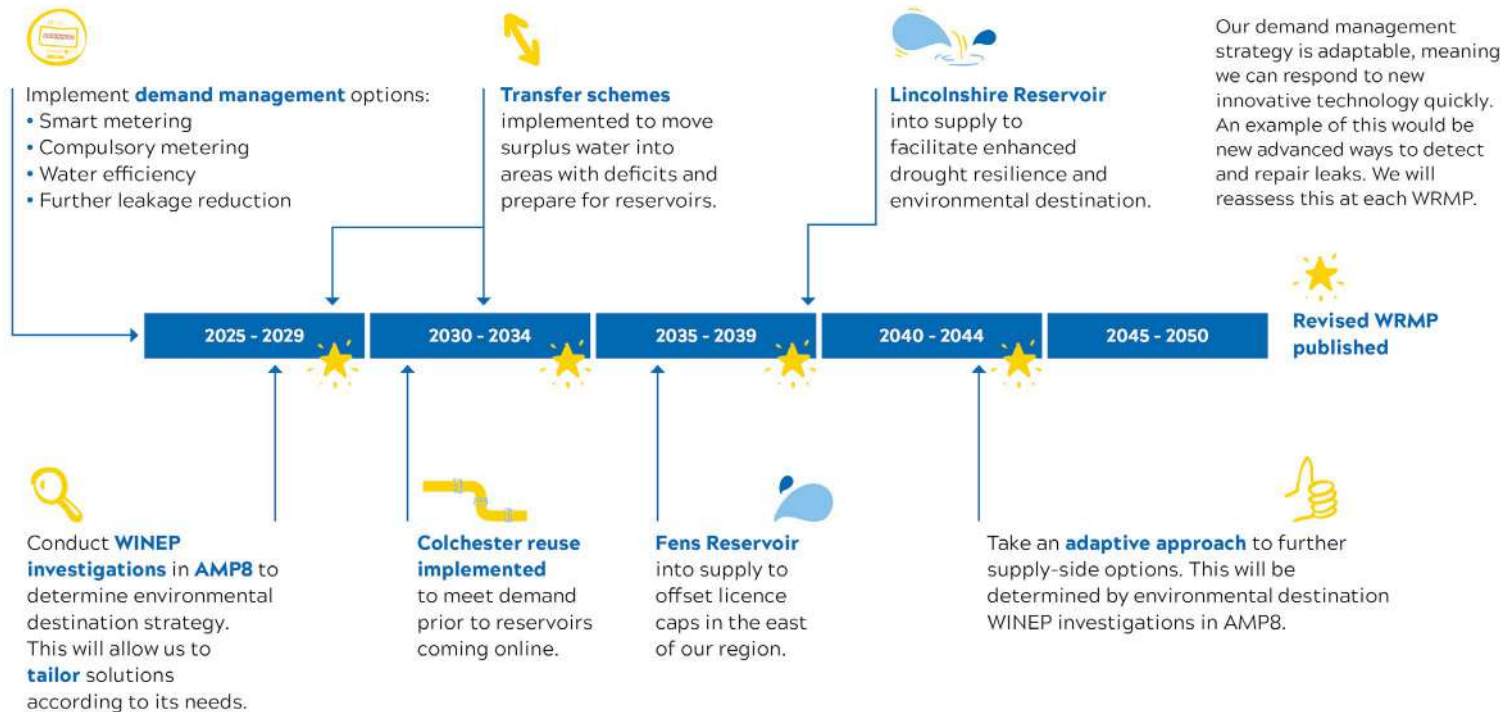 Implement demand management options:
• Smart metering
• Compulsory metering
• Water efficiency
• Further leakage reduction
Transfer schemes
implemented to move
surplus water into
areas with deficits and
prepare for reservoirs.
Lincolnshire Reservoir
into supply to
facilitate enhanced
drought resilience and
environmental destination.
Our demand management
strategy is adaptable, meaning
we can respond to new
innovative technology quickly.
An example of this would be
new advanced ways to detect
and repair leaks. We will
reassess this at each WRMP.
2025 - 2029
2030 - 2034
2035 - 2039
2040 - 2044
2045 - 2050
Revised WRMP
published
Conduct WINEP
investigations in AMP8 to
determine environmental
destination strategy.
This will allow us to
tailor solutions
according to its needs.
Colchester reuse
implemented
to meet demand
prior to reservoirs
coming online.
Fens Reservoir
into supply to
offset licence
caps in the east
of our region.
Take an adaptive approach to further
supply-side options. This will be
determined by environmental destination
WINEP investigations in AMP8.